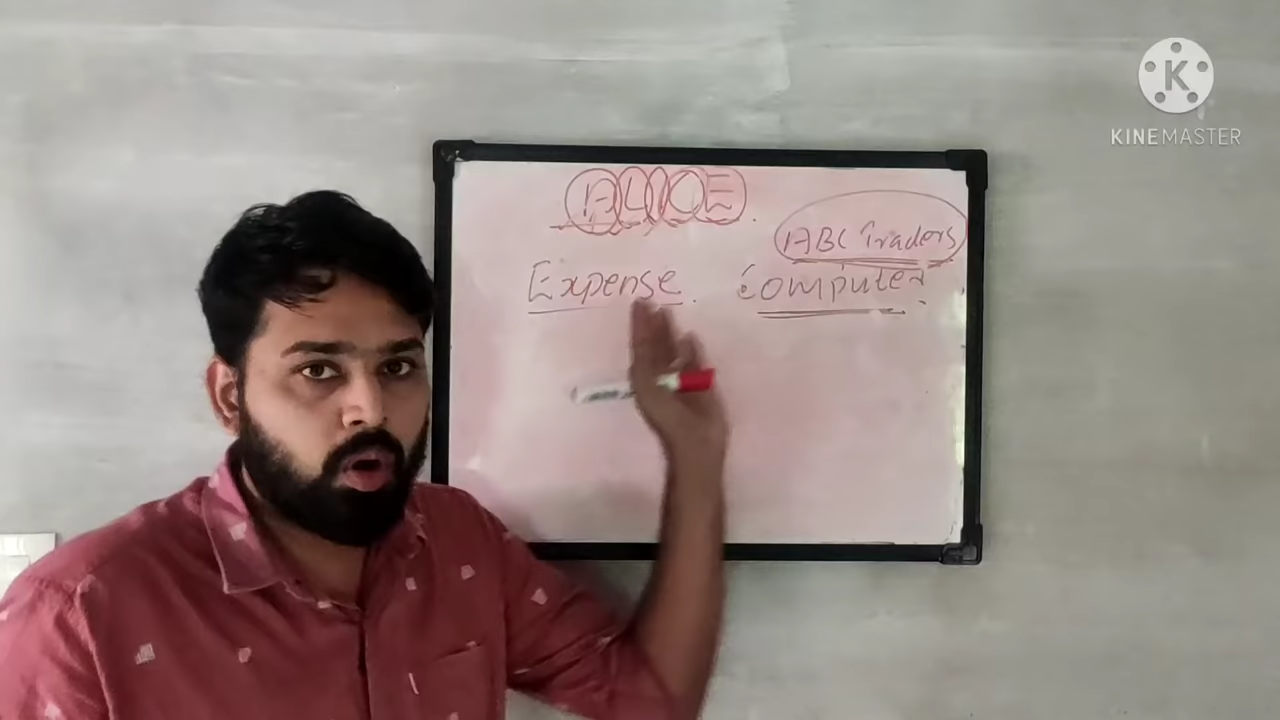 K
KINEMASTER
ALICE.
ABC Traders
Expense. Computer.